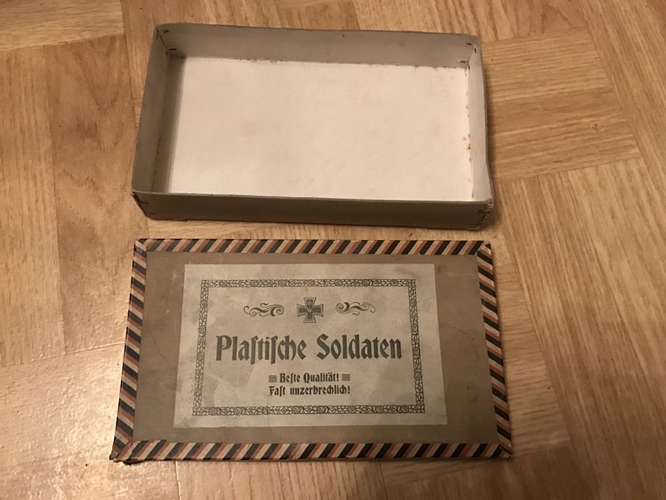 Plaſtiſche Soldaten
Beſte Qualität!
Faſt unzerbrechlich!